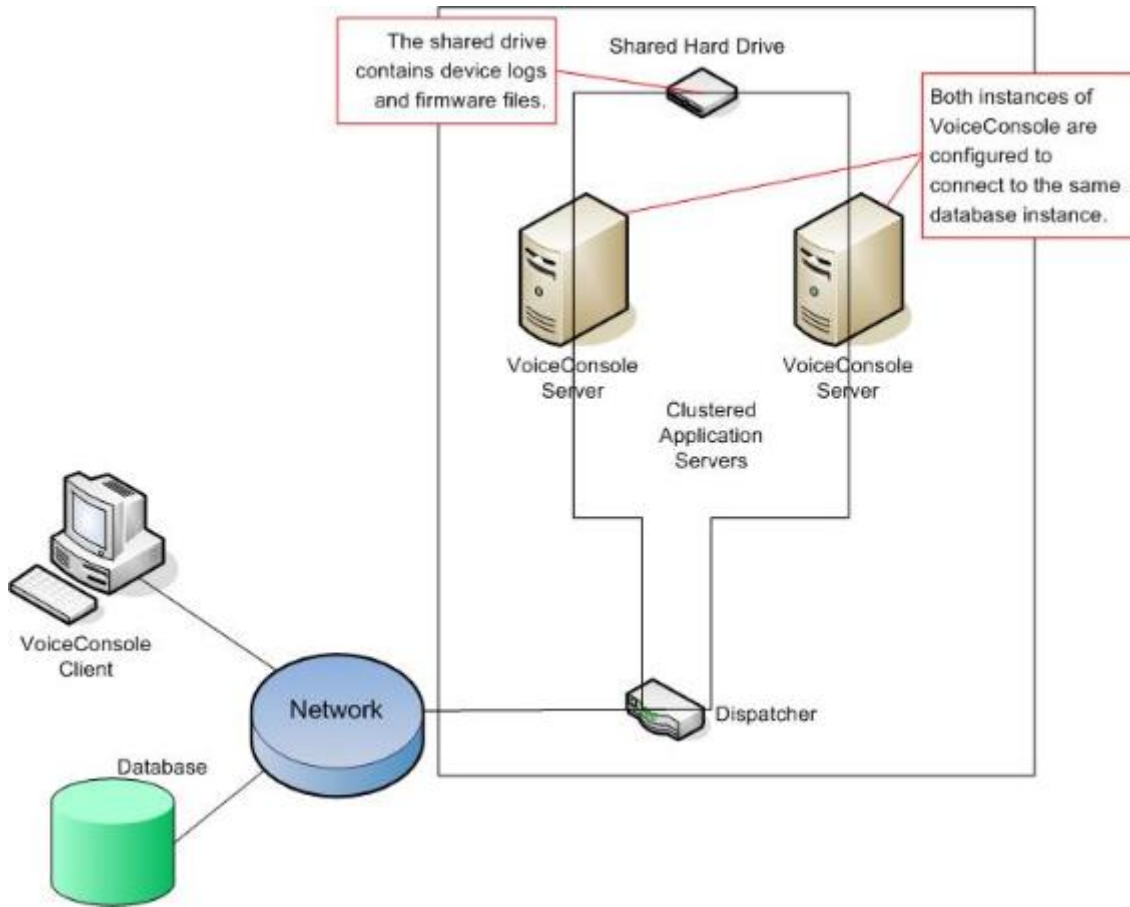 The shared drive
contains device logs
and firmware files.
Shared Hard Drive
Both instances of
VoiceConsole are
configured to
connect to the same
database instance.
VoiceConsole
Server
VoiceConsole
Server
Clustered
Application
Servers
VoiceConsole
Client
Network
Dispatcher
Database